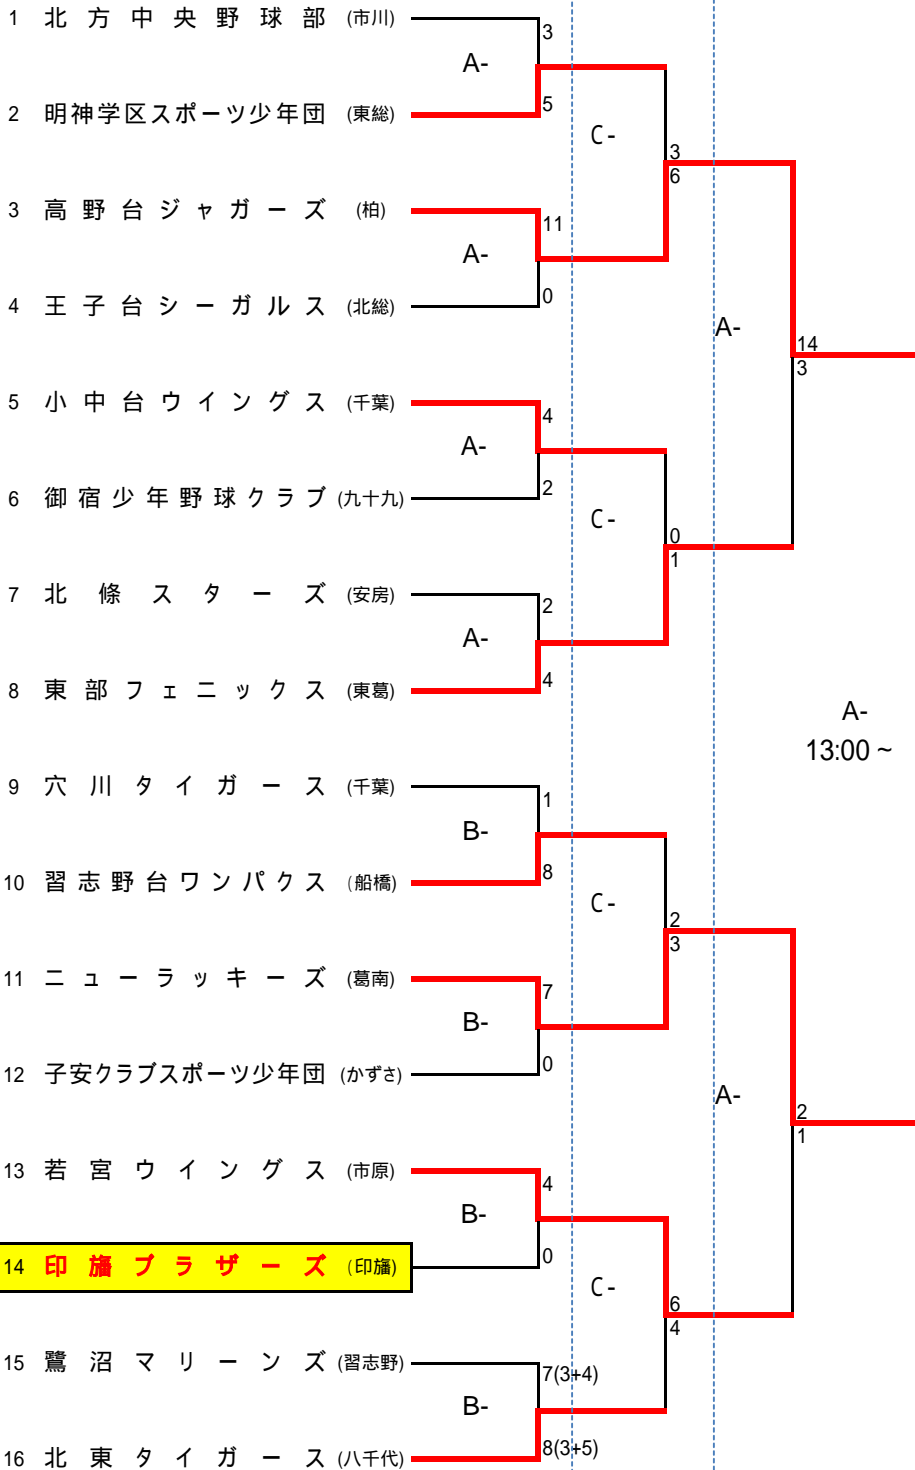 1 北方中央野球部 (市川)
3
A-
2 明神学区スポーツ少年団 (東総)
5
C-
3
6
3 高野台ジャガーズ (柏)
11
A-
4 王子台シーガルス (北総)
0
A-
14
3
5 小中台ウイングス (千葉)
4
A-
6 御宿少年野球クラブ (九十九)
2
C-
0
1
7 北條スターズ (安房)
2
A-
8 東部フェニックス (東葛)
4
A-
13:00 ~
9 穴川タイガース (千葉)
1
B-
10 習志野台ワンパクス (船橋)
8
C-
2
3
11 ニューラッキーズ (葛南)
7
B-
12 子安クラブスポーツ少年団 (かずさ)
0
A-
2
1
13 若宮ウイングス (市原)
4
B-
14 印旛ブラザーズ (印旛)
0
C-
6
4
15 鷺沼マリーンズ (習志野)
7(3+4)
B-
16 北東タイガース (八千代)
8(3+5)